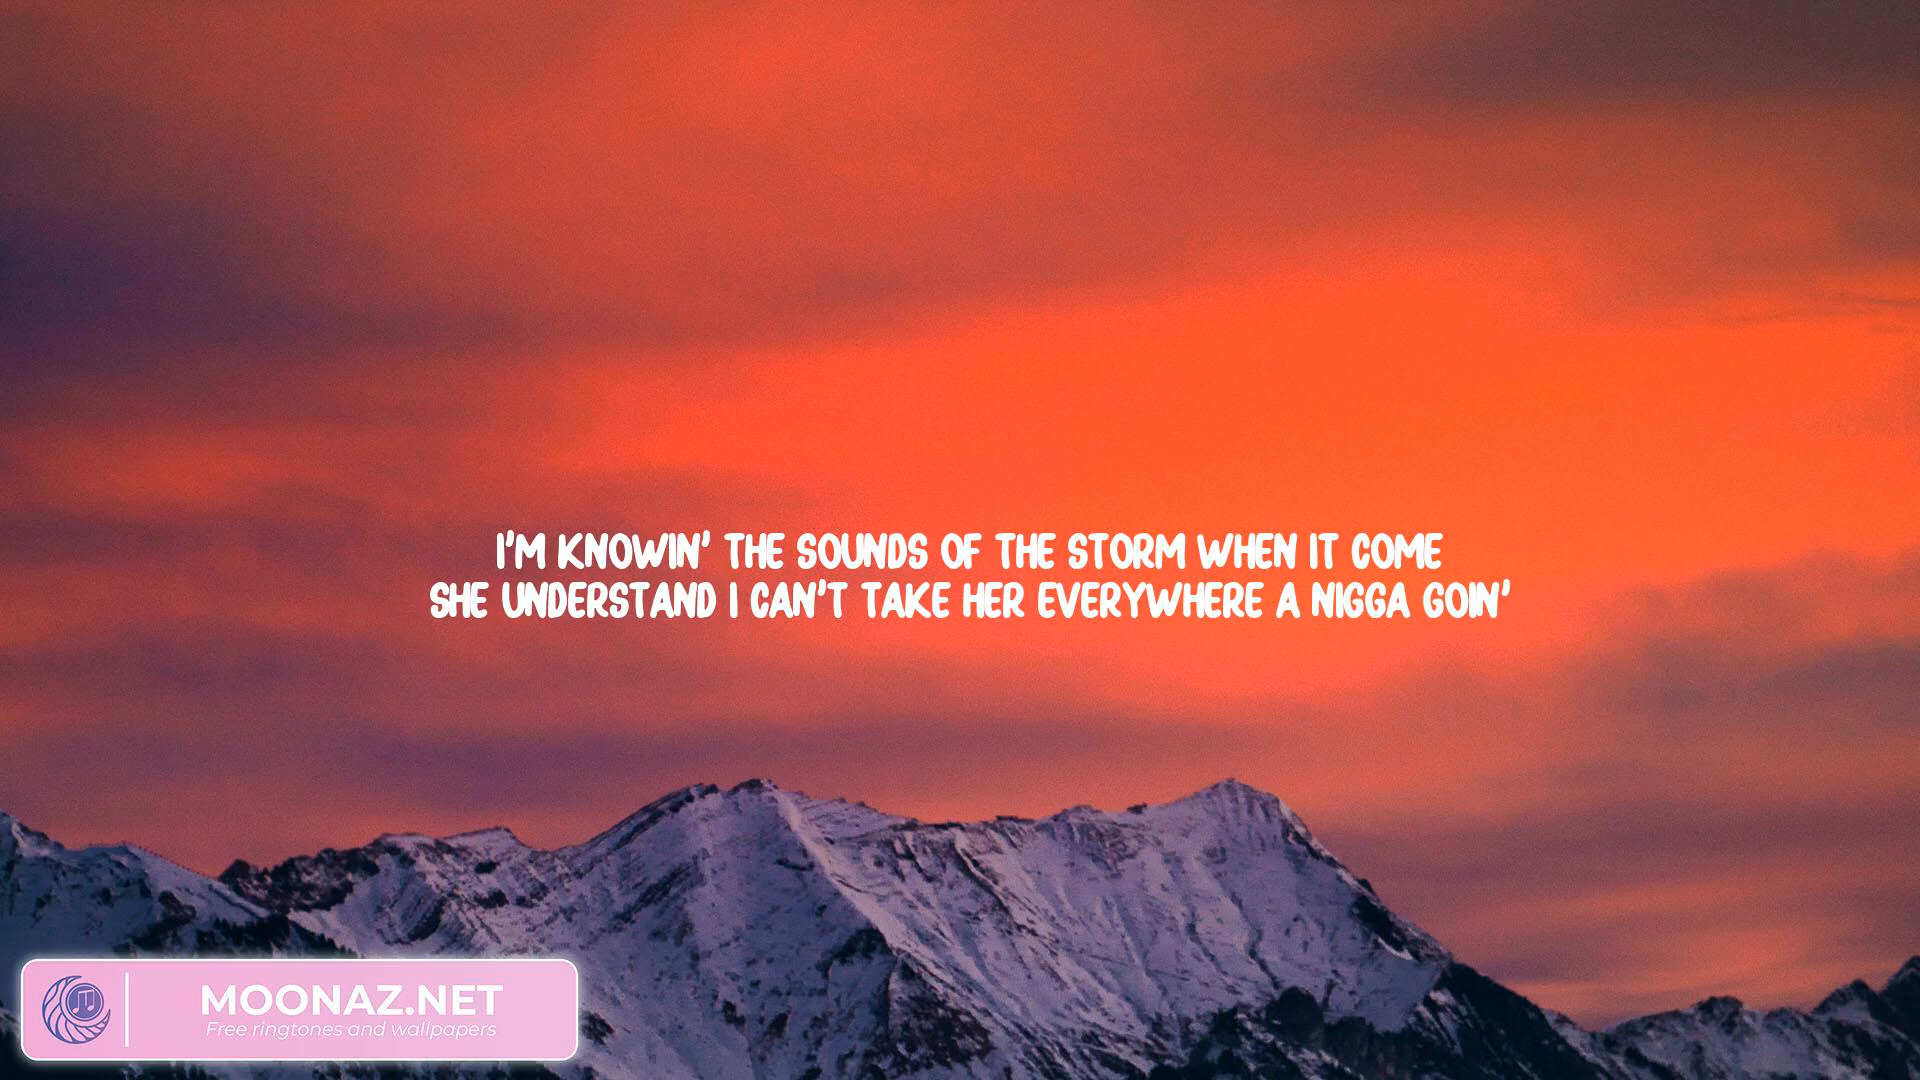 I'M KNOWIN' THE SOUNDS OF THE STORM WHEN IT COME
SHE UNDERSTAND I CAN'T TAKE HER EVERYWHERE A NIGGA GOIN'
MOONAZ.NET
Free ringtones and wallpapers